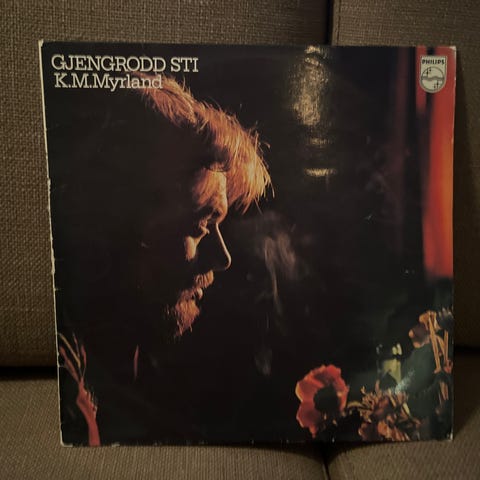 GJENGRODD STI
K.M.Myrland
PHILIPS